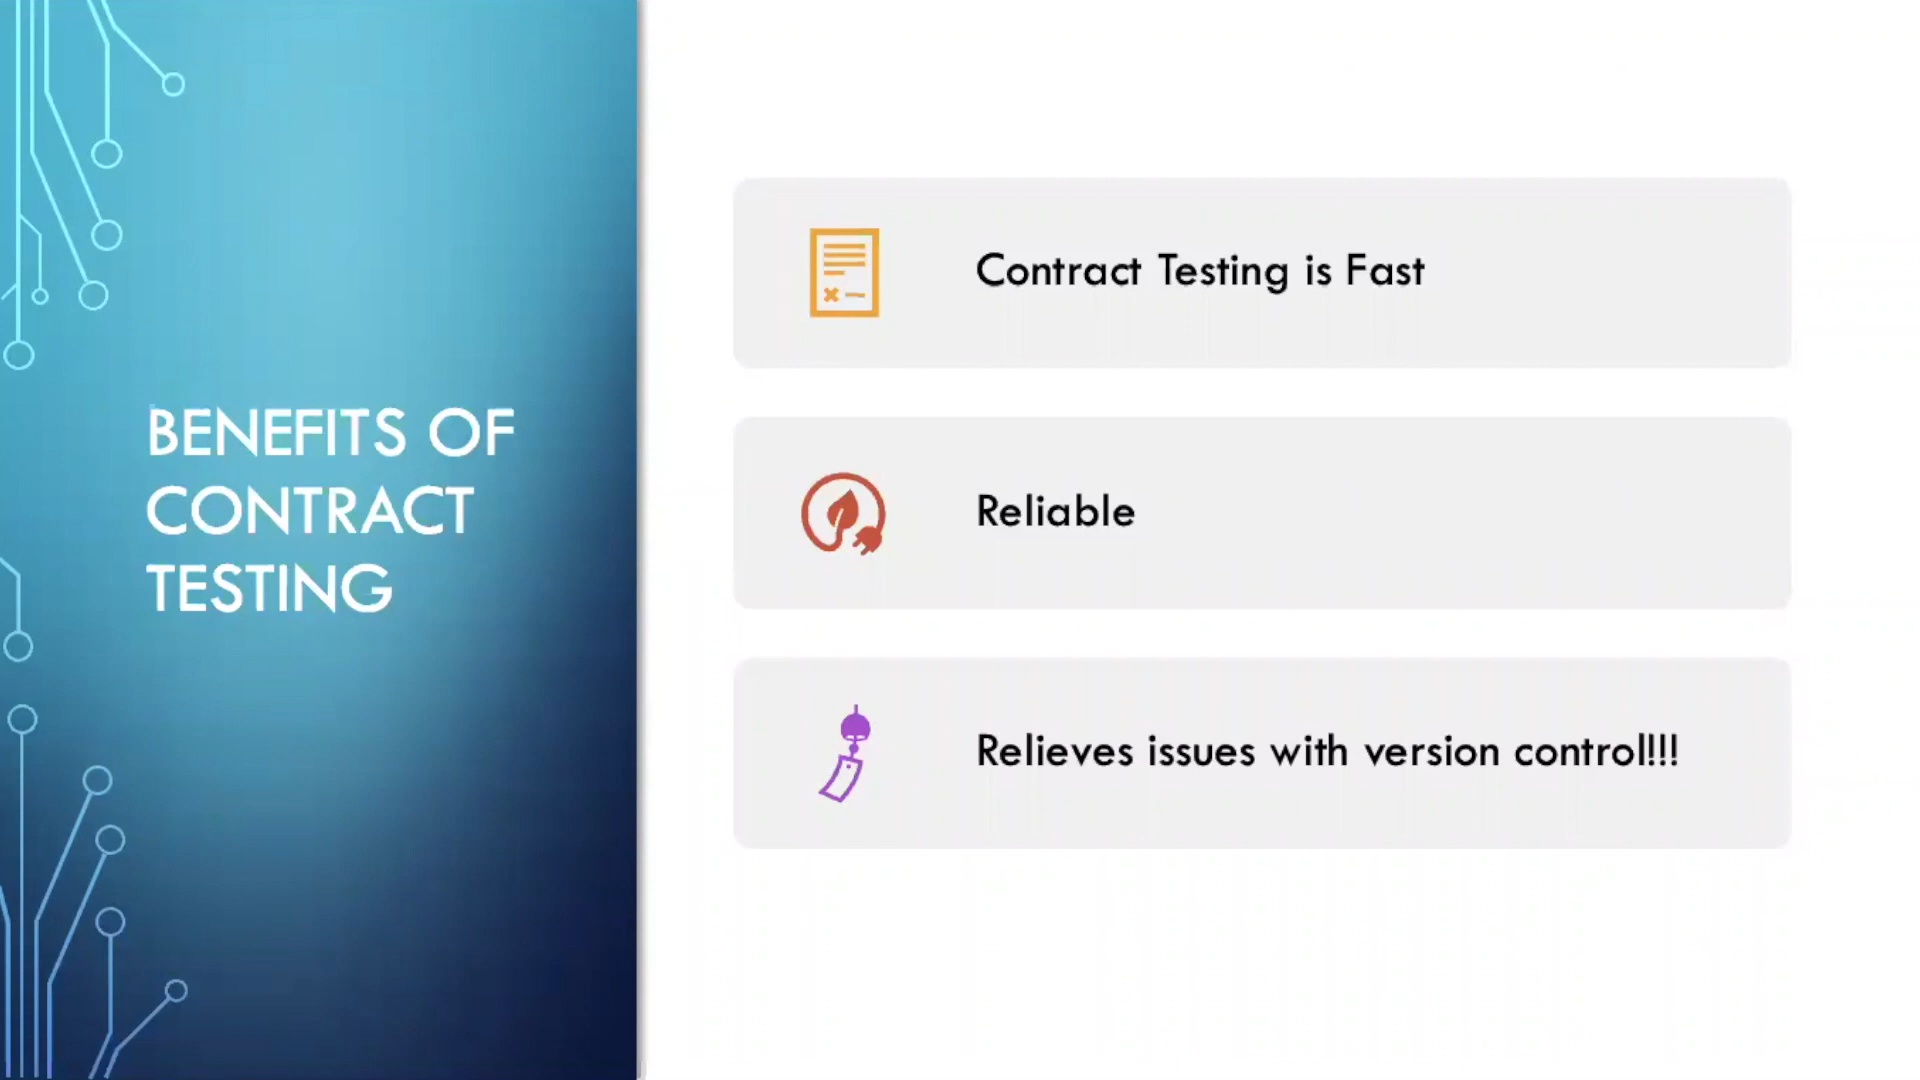 BENEFITS OF
CONTRACT
TESTING
Contract Testing is Fast
Reliable
Relieves issues with version control!!!